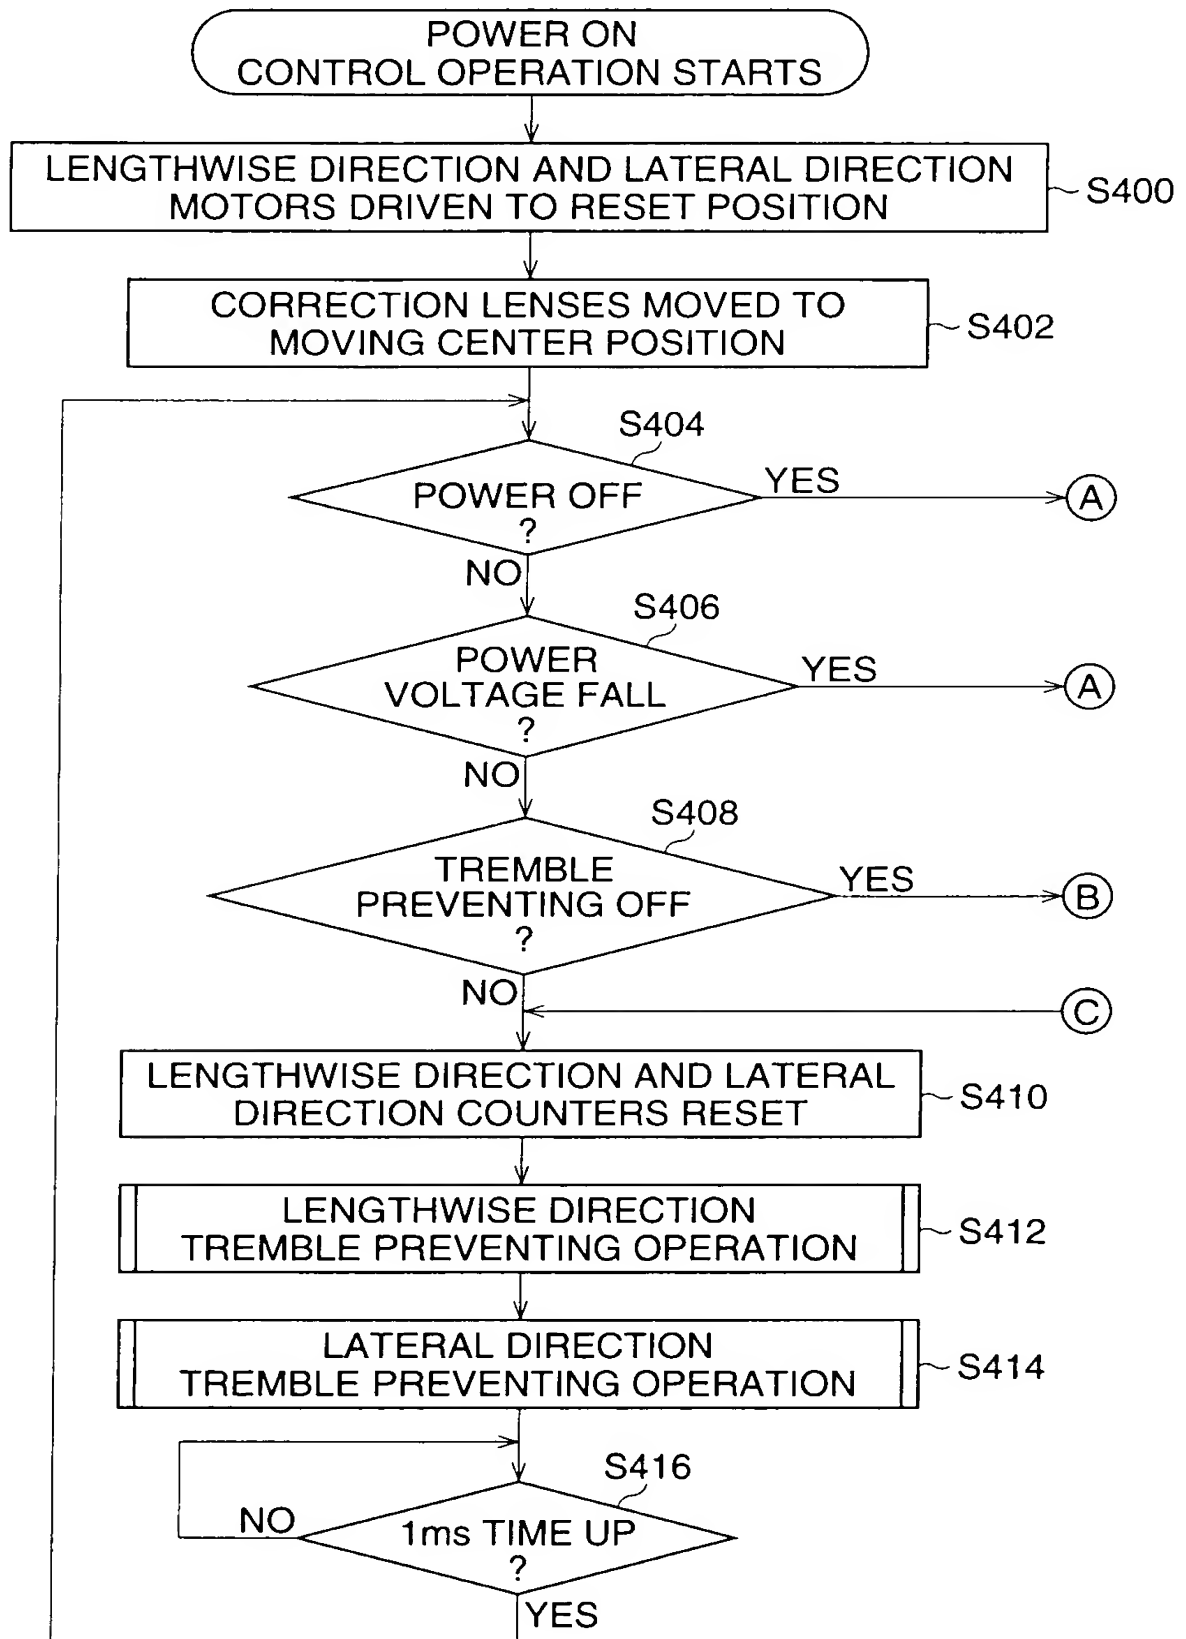 POWER ON
CONTROL OPERATION STARTS
LENGTHWISE DIRECTION AND LATERAL DIRECTION
MOTORS DRIVEN TO RESET POSITION
S400
CORRECTION LENSES MOVED TO
MOVING CENTER POSITION
S402
S404
POWER OFF
?
YES
A
NO
S406
POWER
VOLTAGE FALL
?
YES
A
NO
S408
TREMBLE
PREVENTING OFF
?
YES
B
NO
C
LENGTHWISE DIRECTION AND LATERAL
DIRECTION COUNTERS RESET
S410
LENGTHWISE DIRECTION
TREMBLE PREVENTING OPERATION
S412
LATERAL DIRECTION
TREMBLE PREVENTING OPERATION
S414
S416
1ms TIME UP
?
NO
YES